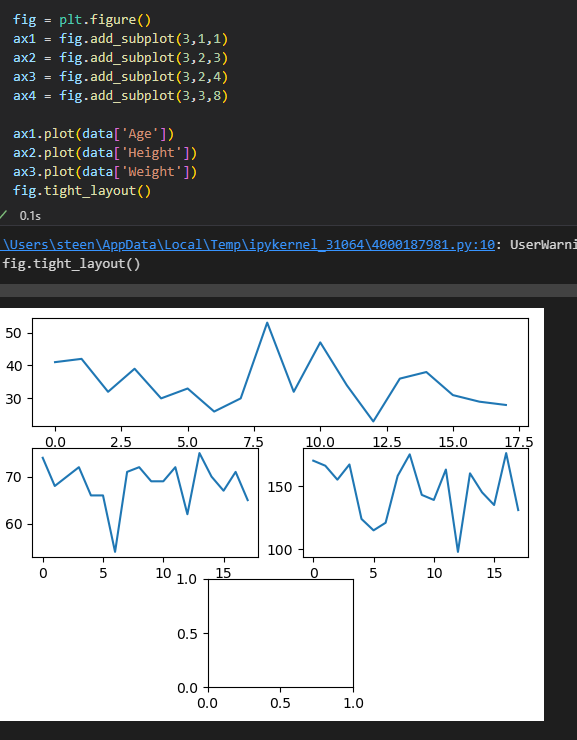 fig = plt.figure()
ax1 = fig.add_subplot(3,1,1)
ax2 = fig.add_subplot(3,2,3)
ax3 = fig.add_subplot(3,2,4)
ax4 = fig.add_subplot(3,3,8)
ax1.plot(data['Age'])
ax2.plot(data['Height'])
ax3.plot(data['Weight'])
fig.tight_layout()
0.1s
\Users\steen\AppData\Local\Temp\ipykernel_31064\4000187981.py:10: UserWarni
fig.tight_layout()
50
40
30
0.0 2.5 5.0 7.5 10.0 12.5 15.0 17.5
70
60
0 5 10 15
150
100
0 5 10 15
1.0
0.5
0.0
0.0 0.5 1.0